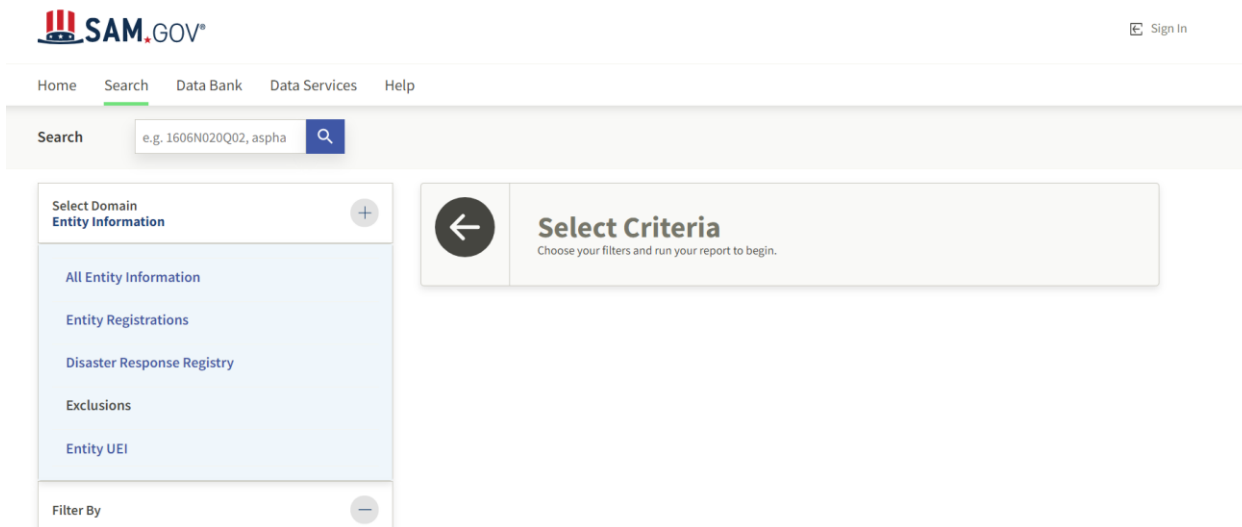 SAM.GOV®
Sign In
Home Search Data Bank Data Services Help
Search e.g. 1606N020Q02, aspha
Select Domain
Entity Information
All Entity Information
Entity Registrations
Disaster Response Registry
Exclusions
Entity UEI
Filter By
Select Criteria
Choose your filters and run your report to begin.